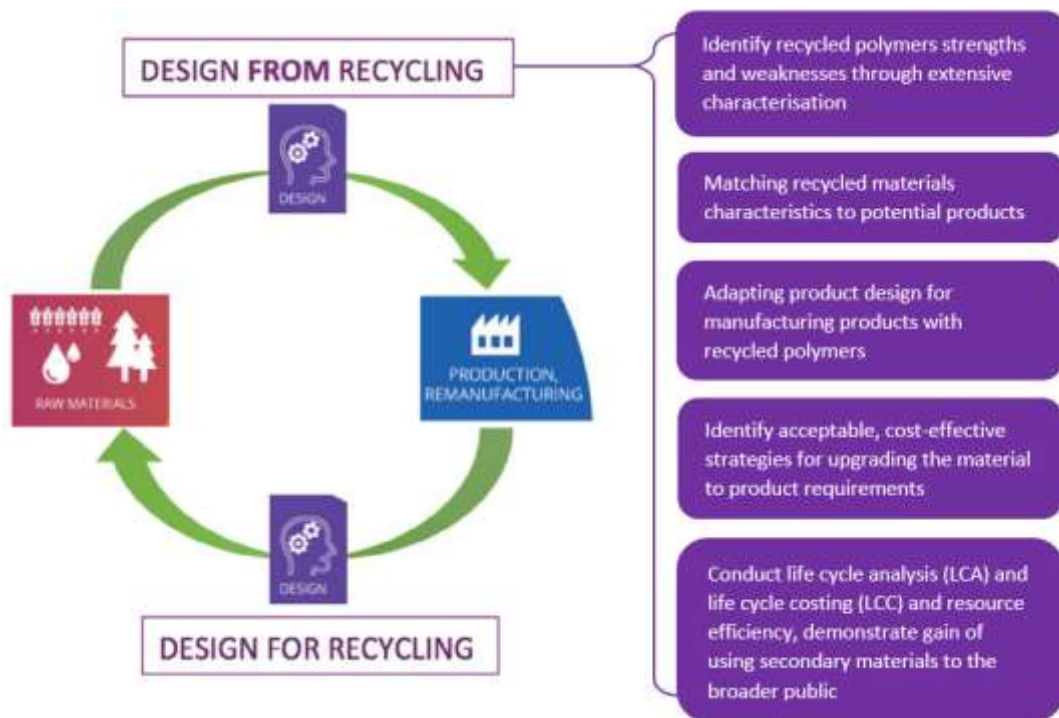 DESIGN FROM RECYCLING
DESIGN
RAW MATERIALS
PRODUCTION,
REMANUFACTURING
DESIGN
DESIGN FOR RECYCLING
Identify recycled polymers strengths
and weaknesses through extensive
characterisation
Matching recycled materials
characteristics to potential products
Adapting product design for
manufacturing products with
recycled polymers
Identify acceptable, cost-effective
strategies for upgrading the material
to product requirements
Conduct life cycle analysis (LCA) and
life cycle costing (LCC) and resource
efficiency, demonstrate gain of
using secondary materials to the
broader public